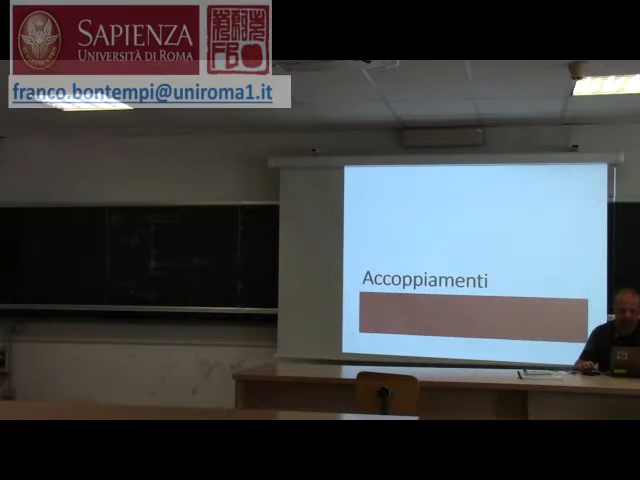 SAPIENZA
UNIVERSITÀ DI ROMA
franco.bontempi@uniroma1.it
Accoppiamenti